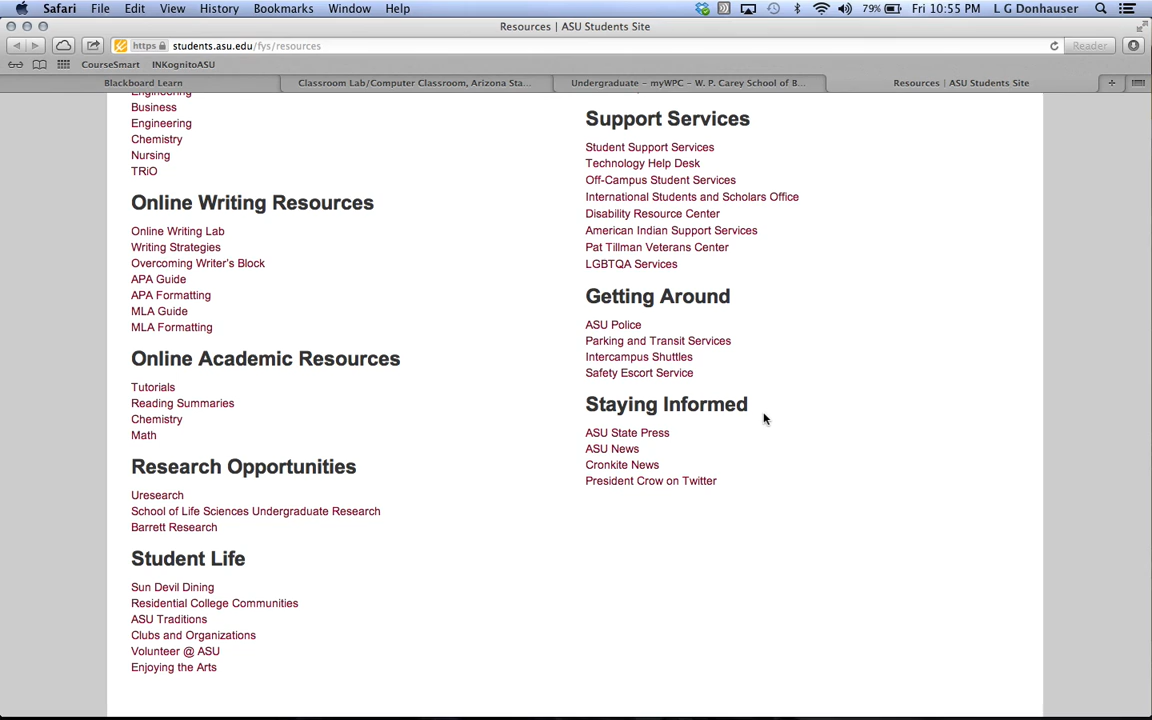 Safari File Edit View History Bookmarks Window Help 79% Fri 10:55 PM L G Donhauser
Resources | ASU Students Site
https students.asu.edu/fys/resources Reader
CourseSmart INKognitoASU
Blackboard Learn Classroom Lab/Computer Classroom, Arizona Sta... Undergraduate – myWPC – W. P. Carey School of B... Resources | ASU Students Site
Engineering
Business
Engineering
Chemistry
Nursing
TRiO
Online Writing Resources
Online Writing Lab
Writing Strategies
Overcoming Writer's Block
APA Guide
APA Formatting
MLA Guide
MLA Formatting
Online Academic Resources
Tutorials
Reading Summaries
Chemistry
Math
Research Opportunities
Uresearch
School of Life Sciences Undergraduate Research
Barrett Research
Student Life
Sun Devil Dining
Residential College Communities
ASU Traditions
Clubs and Organizations
Volunteer @ ASU
Enjoying the Arts
Support Services
Student Support Services
Technology Help Desk
Off-Campus Student Services
International Students and Scholars Office
Disability Resource Center
American Indian Support Services
Pat Tillman Veterans Center
LGBTQA Services
Getting Around
ASU Police
Parking and Transit Services
Intercampus Shuttles
Safety Escort Service
Staying Informed
ASU State Press
ASU News
Cronkite News
President Crow on Twitter